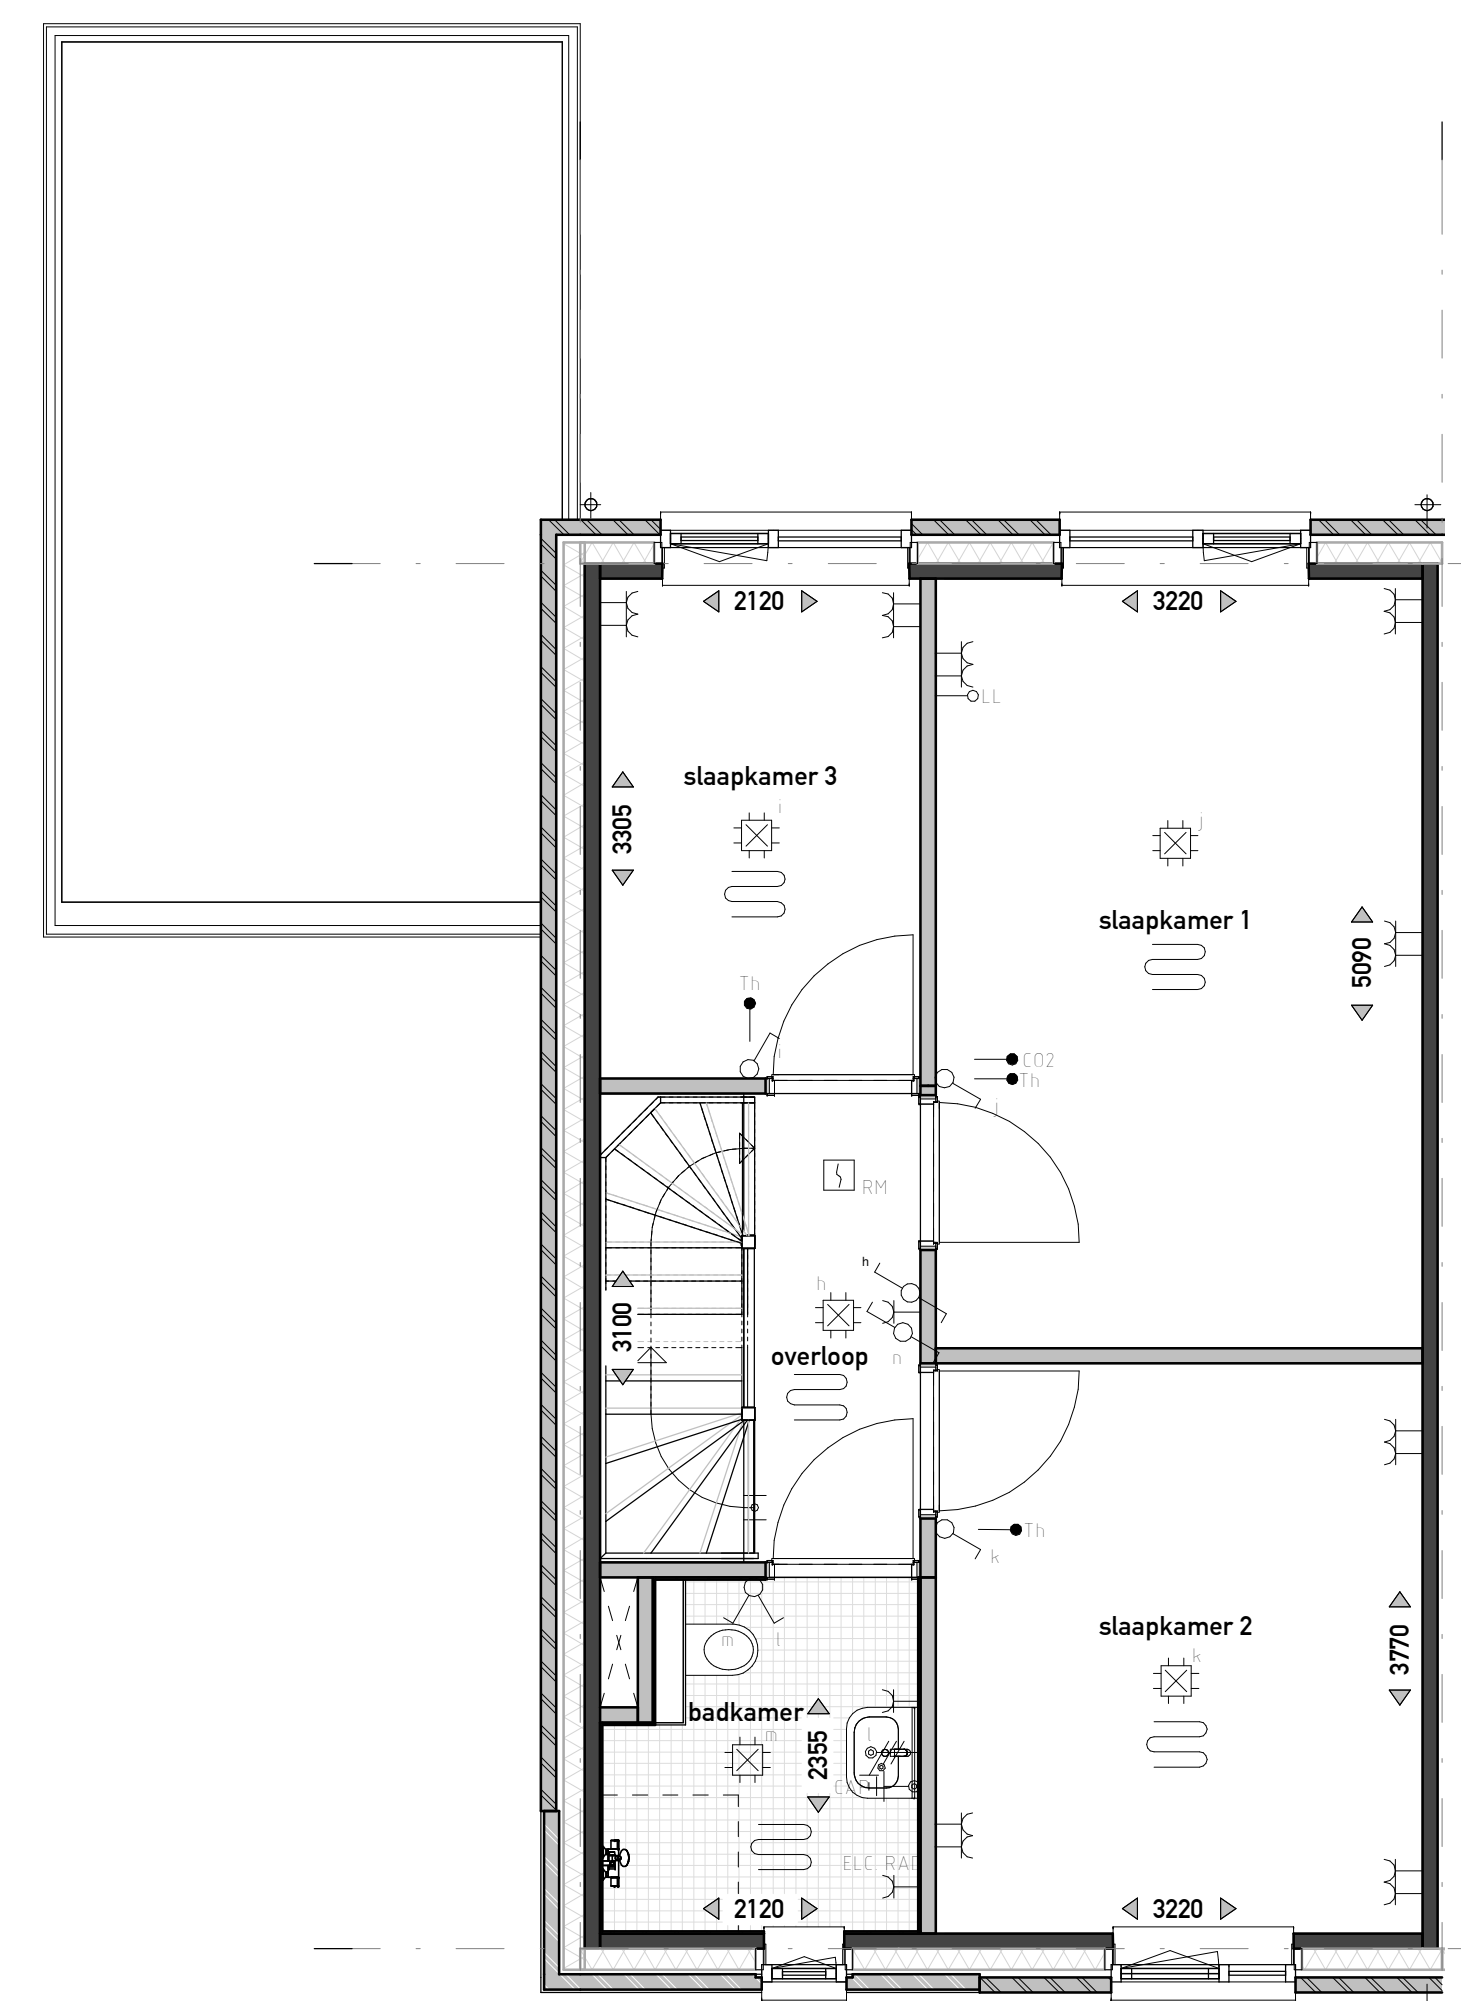 2120
3220
LL
slaapkamer 3
i
3305
j
slaapkamer 1
5090
Th
i
CO2
Th
j
RM
h
h
3100
overloop
n
Th
k
m
l
slaapkamer 2
k
3770
badkamer
m
l
2355
ELC RAD
2120
3220